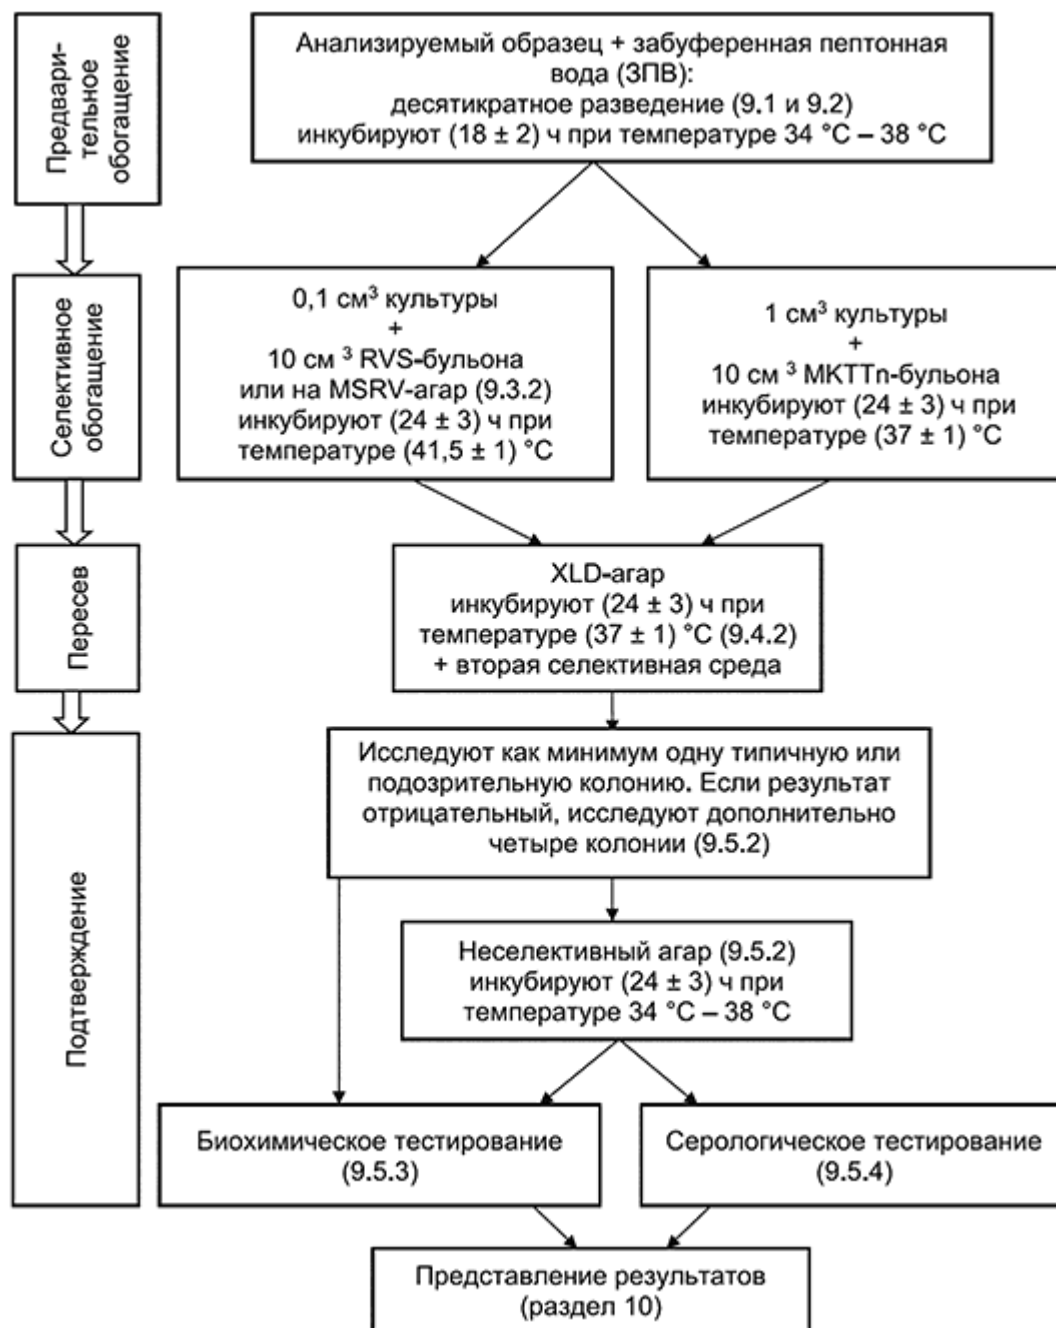 Предвари-
тельное
обогащение
Анализируемый образец + забуференная пептонная
вода (ЗПВ):
десятикратное разведение (9.1 и 9.2)
инкубируют (18 ± 2) ч при температуре 34 °C – 38 °C
Селективное
обогащение
0,1 см³ культуры
+
10 см ³ RVS-бульона
или на MSRV-агар (9.3.2)
инкубируют (24 ± 3) ч при
температуре (41,5 ± 1) °C
1 см³ культуры
+
10 см ³ MKTTn-бульона
инкубируют (24 ± 3) ч при
температуре (37 ± 1) °C
Пересев
XLD-агар
инкубируют (24 ± 3) ч при
температуре (37 ± 1) °C (9.4.2)
+ вторая селективная среда
Подтверждение
Исследуют как минимум одну типичную или
подозрительную колонию. Если результат
отрицательный, исследуют дополнительно
четыре колонии (9.5.2)
Неселективный агар (9.5.2)
инкубируют (24 ± 3) ч при
температуре 34 °C – 38 °C
Биохимическое тестирование
(9.5.3)
Серологическое тестирование
(9.5.4)
Представление результатов
(раздел 10)